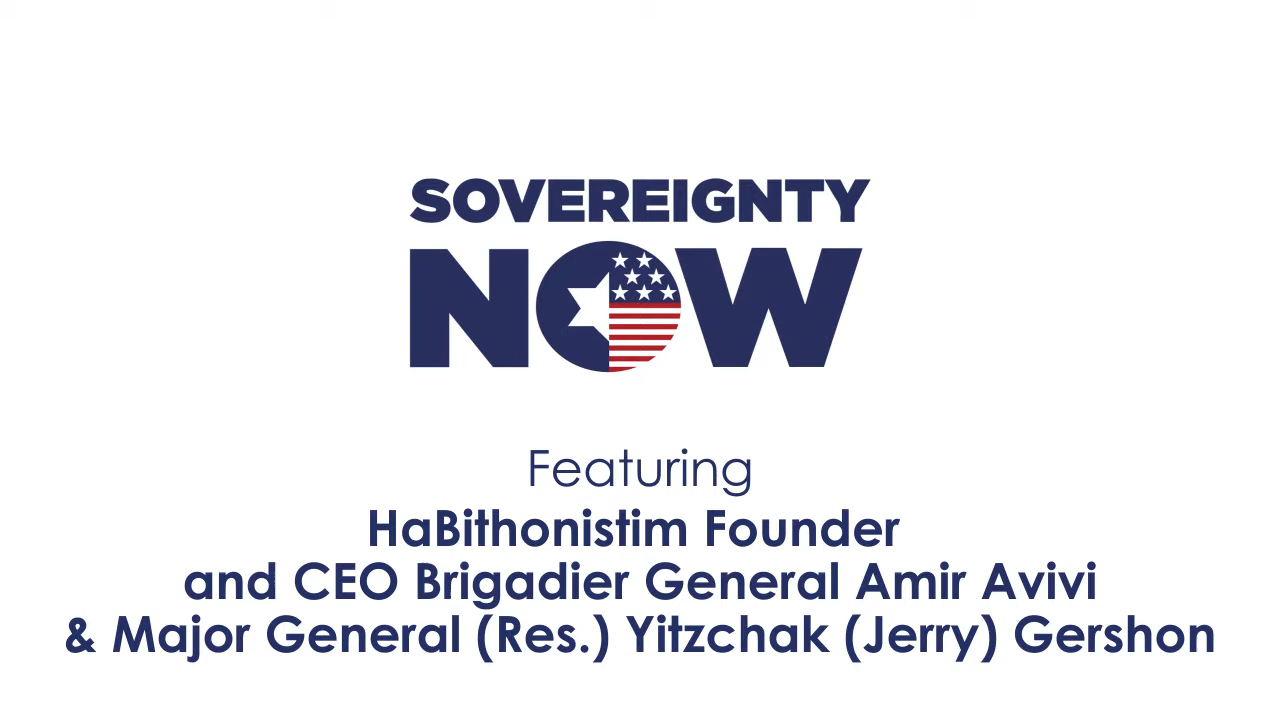 SOVEREIGNTY
NOW
Featuring
HaBithonistim Founder
and CEO Brigadier General Amir Avivi
& Major General (Res.) Yitzchak (Jerry) Gershon